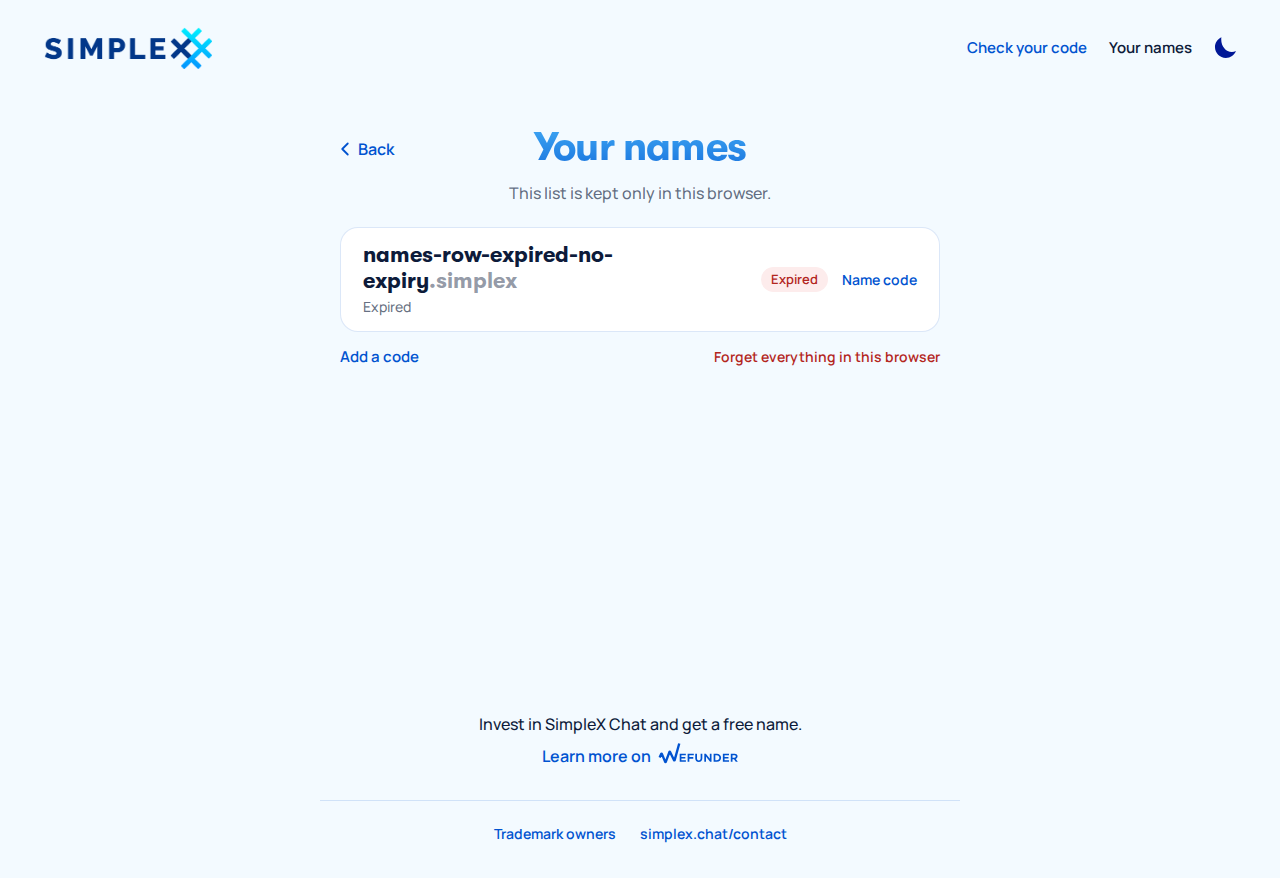 SIMPLEX
Check your code
Your names
Back
Your names
This list is kept only in this browser.
names-row-expired-no-
expiry.simplex
Expired
Expired
Name code
Add a code
Forget everything in this browser
Invest in SimpleX Chat and get a free name.
Learn more on WEFUNDER
Trademark owners
simplex.chat/contact